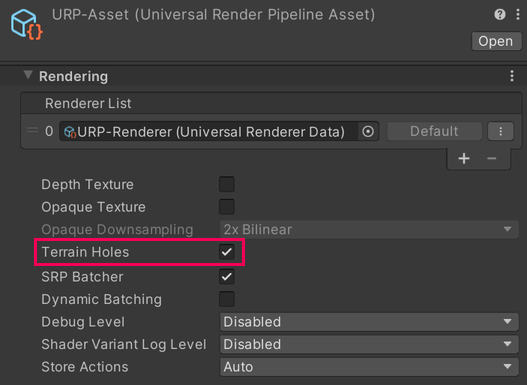 URP-Asset (Universal Render Pipeline Asset)
Open
Rendering
Renderer List
0 URP-Renderer (Universal Renderer Data) Default
Depth Texture
Opaque Texture
Opaque Downsampling 2x Bilinear
Terrain Holes
SRP Batcher
Dynamic Batching
Debug Level Disabled
Shader Variant Log Level Disabled
Store Actions Auto